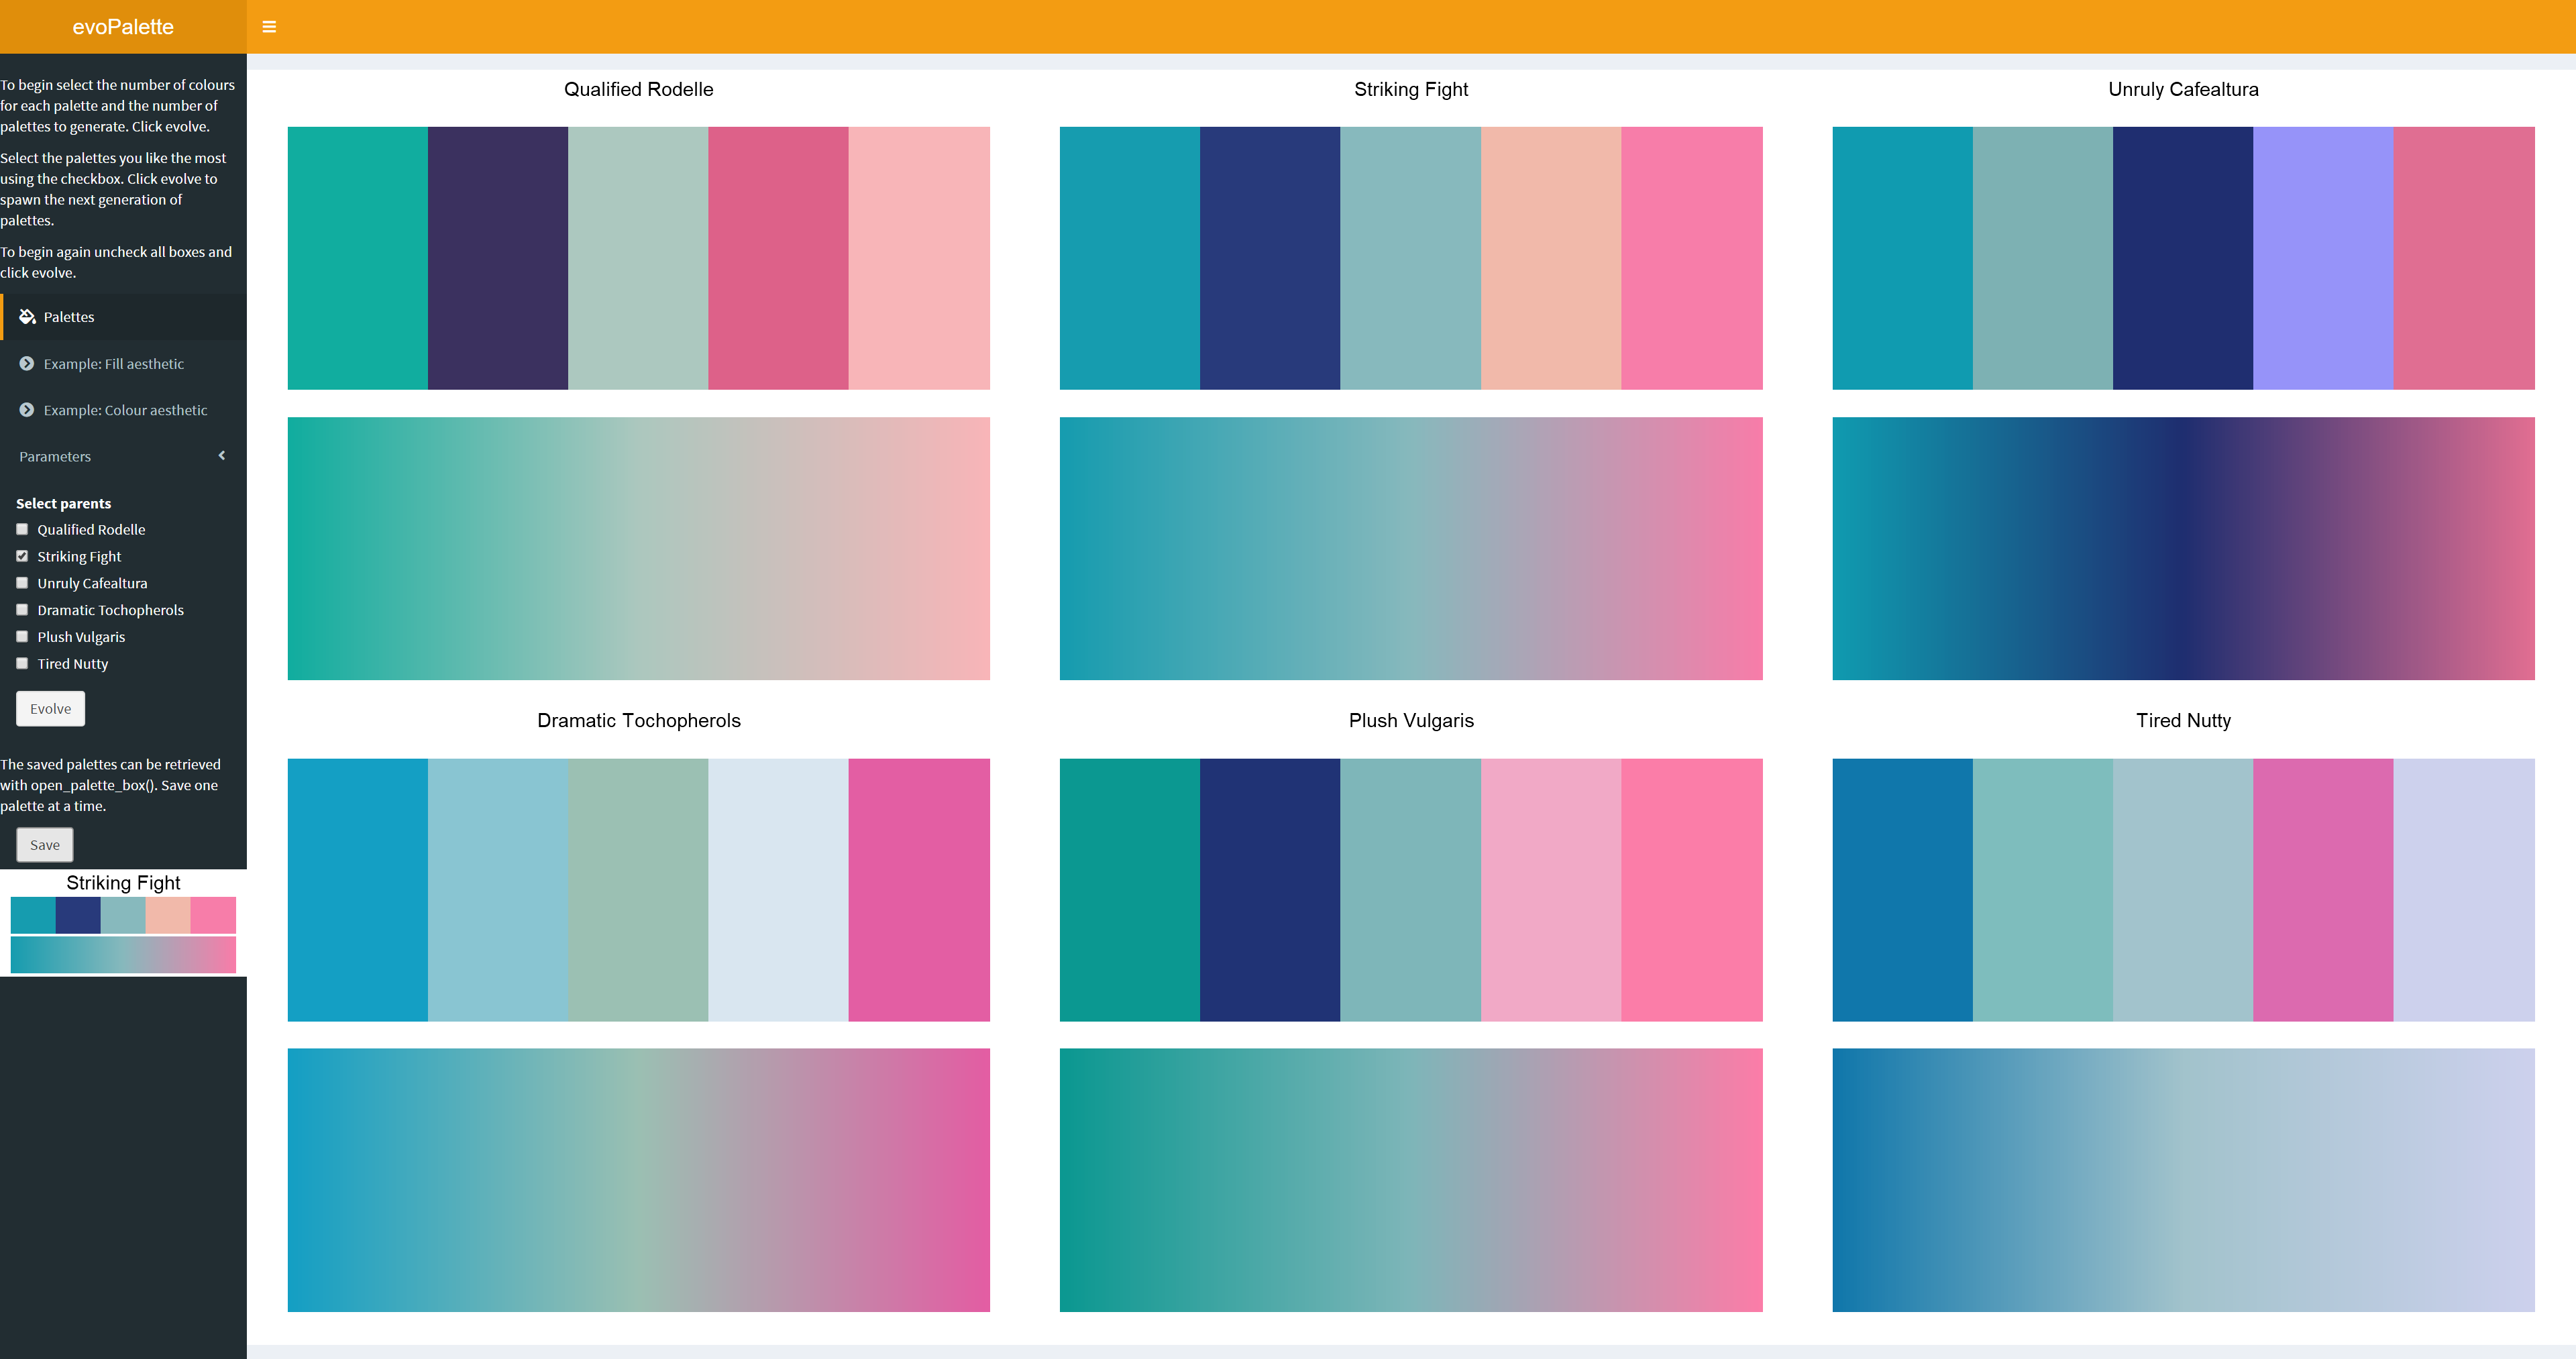 evoPalette
To begin select the number of colours
for each palette and the number of
palettes to generate. Click evolve.
Select the palettes you like the most
using the checkbox. Click evolve to
spawn the next generation of
palettes.
To begin again uncheck all boxes and
click evolve.
Palettes
Example: Fill aesthetic
Example: Colour aesthetic
Parameters
Select parents
Qualified Rodelle
Striking Fight
Unruly Cafealtura
Dramatic Tochopherols
Plush Vulgaris
Tired Nutty
Evolve
The saved palettes can be retrieved
with open_palette_box(). Save one
palette at a time.
Save
Striking Fight
Qualified Rodelle
Striking Fight
Unruly Cafealtura
Dramatic Tochopherols
Plush Vulgaris
Tired Nutty